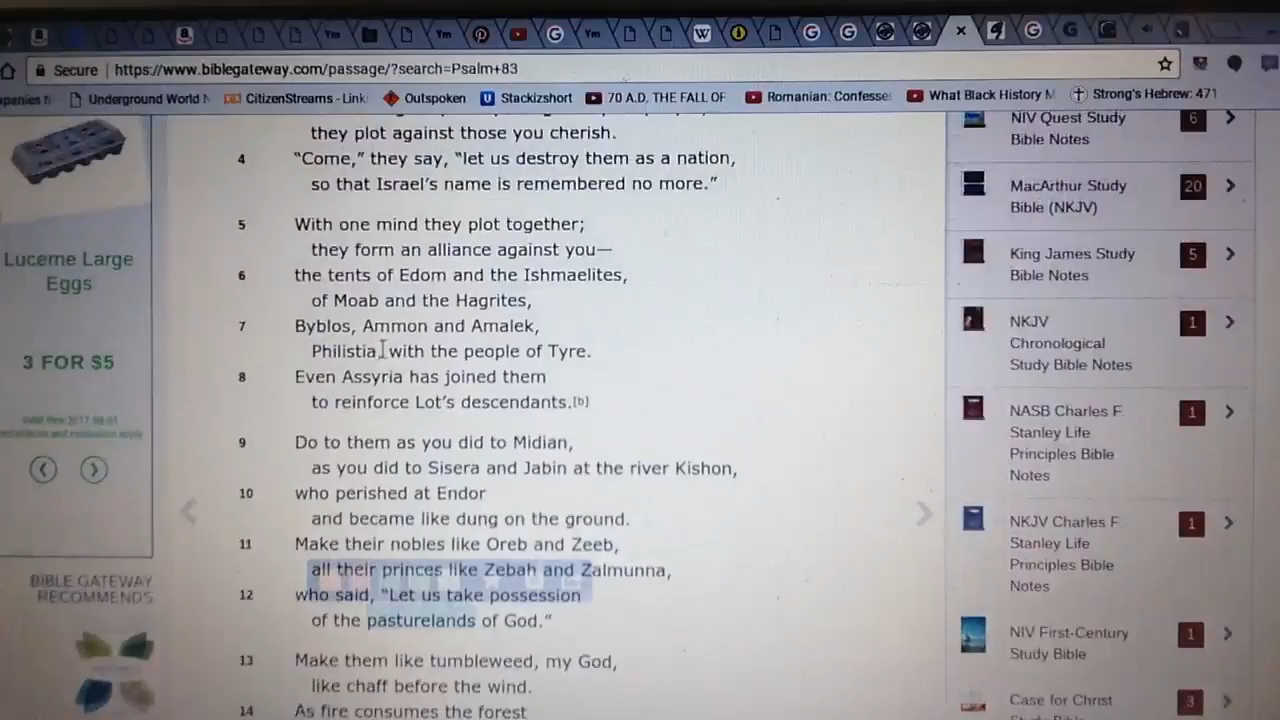 Ym
Ym
Ym
W
Secure | https://www.biblegateway.com/passage/?search=Psalm+83
Underground World N
CitizenStreams - Link
Outspoken
Stackizshort
70 A.D. THE FALL OF
Romanian: Confesse
What Black History M
Strong's Hebrew: 471
Luceme Large
Eggs
3 FOR $5
BIBLE GATEWAY
RECOMMENDS
they plot against those you cherish.
4 “Come,” they say, “let us destroy them as a nation,
so that Israel’s name is remembered no more.”
5 With one mind they plot together;
they form an alliance against you—
6 the tents of Edom and the Ishmaelites,
of Moab and the Hagrites,
7 Byblos, Ammon and Amalek,
Philistia, with the people of Tyre.
8 Even Assyria has joined them
to reinforce Lot’s descendants.[b]
9 Do to them as you did to Midian,
as you did to Sisera and Jabin at the river Kishon,
10 who perished at Endor
and became like dung on the ground.
11 Make their nobles like Oreb and Zeeb,
all their princes like Zebah and Zalmunna,
12 who said, “Let us take possession
of the pasturelands of God.”
13 Make them like tumbleweed, my God,
like chaff before the wind.
14 As fire consumes the forest
NIV Quest Study 6
Bible Notes
MacArthur Study 20
Bible (NKJV)
King James Study 5
Bible Notes
NKJV 1
Chronological
Study Bible Notes
NASB Charles F. 1
Stanley Life
Principles Bible
Notes
NKJV Charles F. 1
Stanley Life
Principles Bible
Notes
NIV First-Century 1
Study Bible
Case for Christ 3